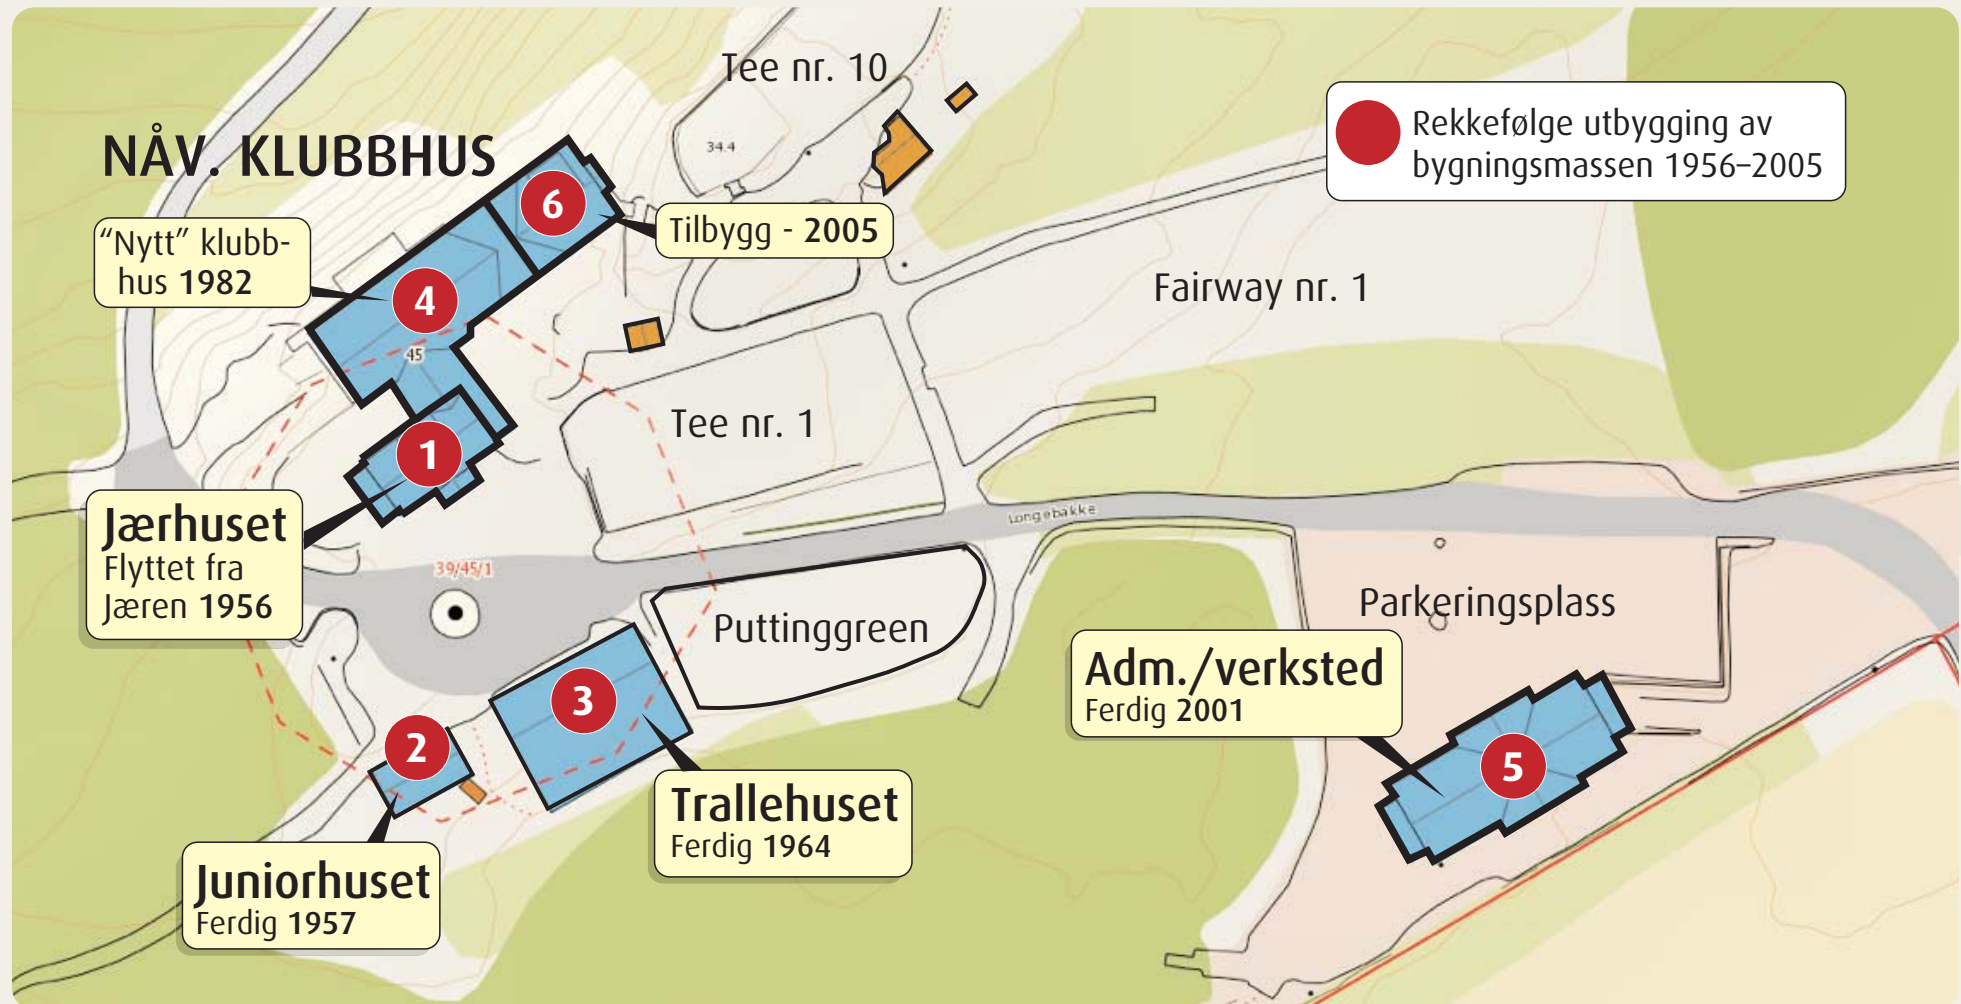 Tee nr. 10
34.4
Rekkefølge utbygging av
bygningsmassen 1956–2005
NÅV. KLUBBHUS
6
"Nytt" klubb-
hus 1982
Tilbygg - 2005
4
Fairway nr. 1
45
Tee nr. 1
1
Jærhuset
Flyttet fra
Jæren 1956
Longebakke
39/45/1
Puttinggreen
Parkeringsplass
3
Adm./verksted
Ferdig 2001
2
5
Trallehuset
Ferdig 1964
Juniorhuset
Ferdig 1957